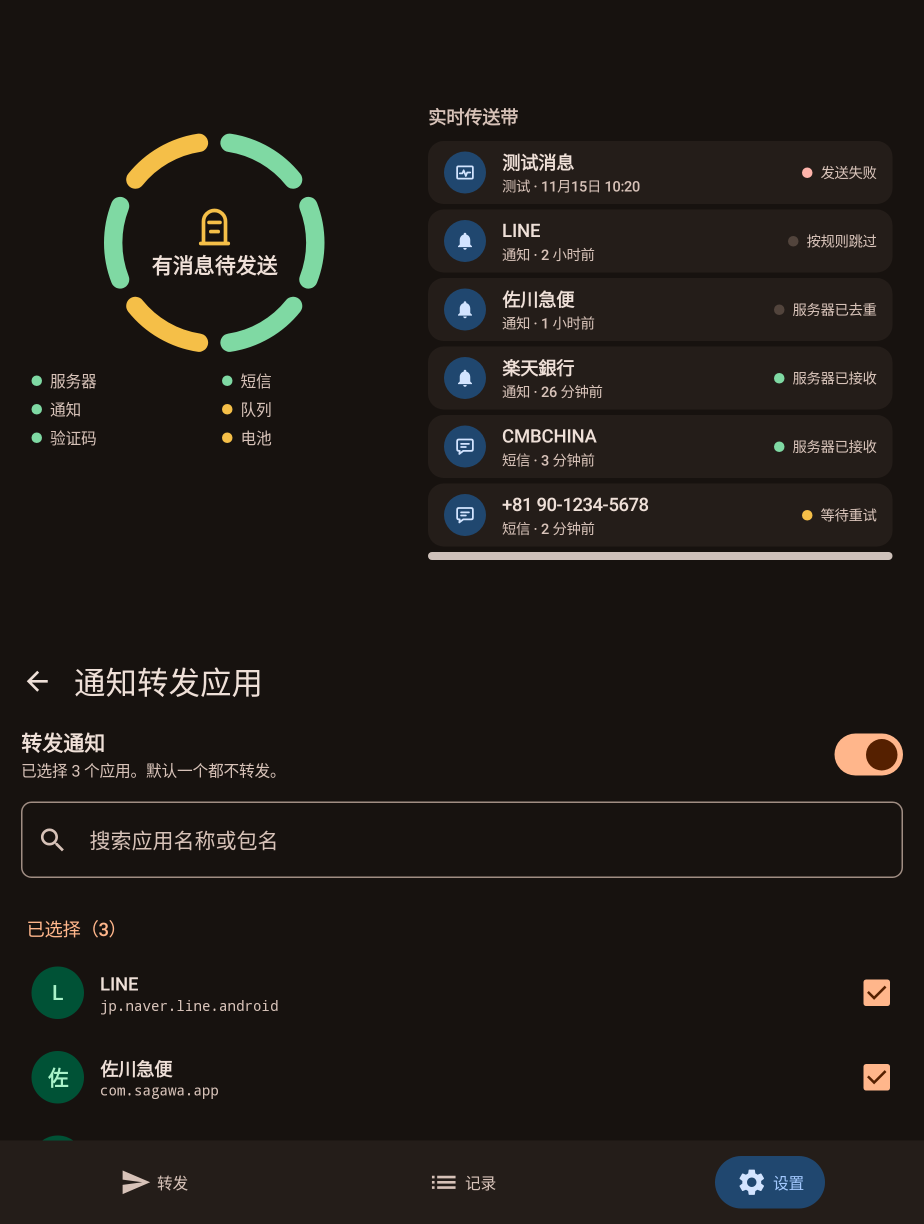 有消息待发送
服务器
短信
通知
队列
验证码
电池
实时传送带
测试消息
测试 · 11月15日 10:20
发送失败
LINE
通知 · 2 小时前
按规则跳过
佐川急便
通知 · 1 小时前
服务器已去重
楽天銀行
通知 · 26 分钟前
服务器已接收
CMBCHINA
短信 · 3 分钟前
服务器已接收
+81 90-1234-5678
短信 · 2 分钟前
等待重试
通知转发应用
转发通知
已选择 3 个应用。默认一个都不转发。
搜索应用名称或包名
已选择（3）
L
LINE
jp.naver.line.android
佐
佐川急便
com.sagawa.app
转发
记录
设置